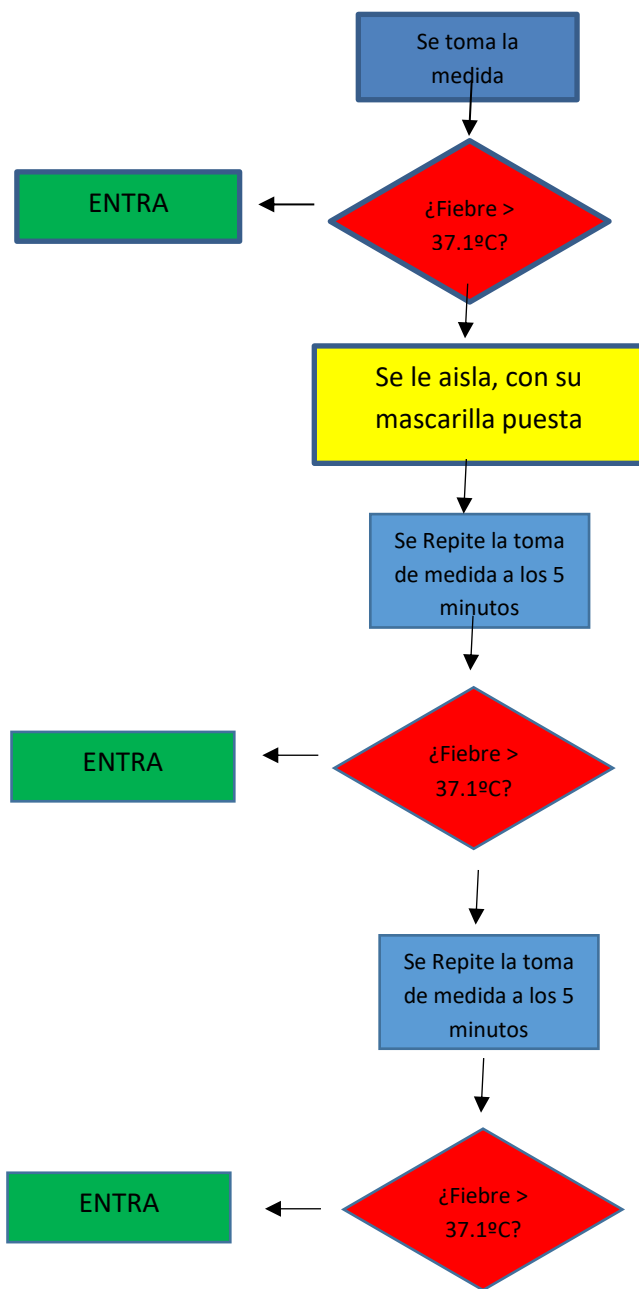 Se toma la
medida
ENTRA
¿Fiebre >
37.1ºC?
Se le aisla, con su
mascarilla puesta
Se Repite la toma
de medida a los 5
minutos
ENTRA
¿Fiebre >
37.1ºC?
Se Repite la toma
de medida a los 5
minutos
ENTRA
¿Fiebre >
37.1ºC?